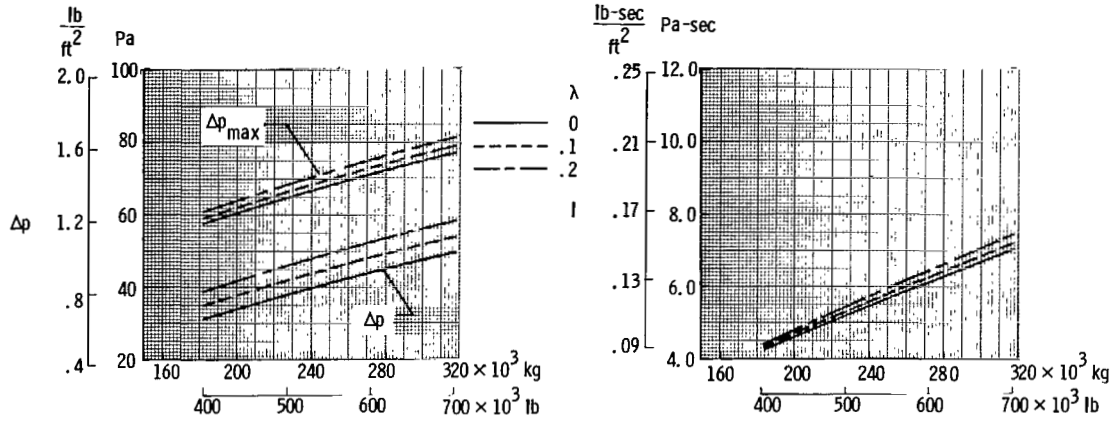 lb/ft² Pa
2.0 100
1.6 80
1.2 60
.8 40
.4 20
Δp
Δp max
Δp
160 200 240 280 320 × 10³ kg
400 500 600 700 × 10³ lb
λ
0
.1
.2
I
lb-sec/ft² Pa-sec
.25 12.0
.21 10.0
.17 8.0
.13 6.0
.09 4.0
160 200 240 280 320 × 10³ kg
400 500 600 700 × 10³ lb